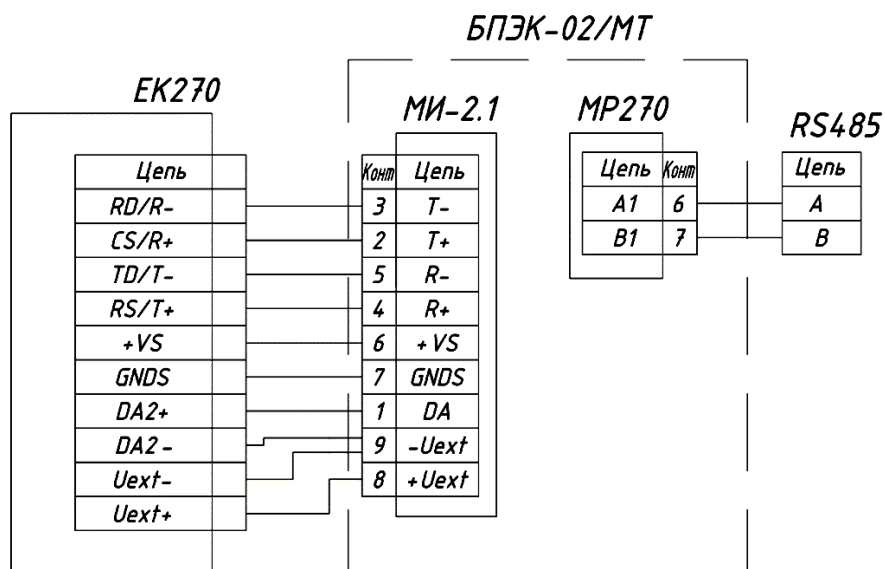 БПЭК-02/МТ
ЕК270
МИ-2.1
МР270
RS485
Цепь
RD/R-
CS/R+
TD/T-
RS/T+
+VS
GNDS
DA2+
DA2-
Uext-
Uext+
Конт Цепь
3 T-
2 T+
5 R-
4 R+
6 +VS
7 GNDS
1 DA
9 -Uext
8 +Uext
Цепь Конт
A1 6
B1 7
Цепь
A
B